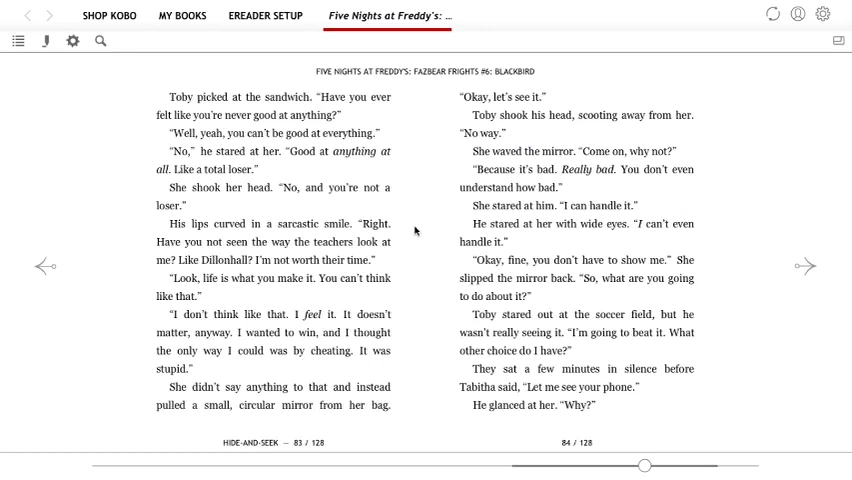 SHOP KOBO MY BOOKS EREADER SETUP Five Nights at Freddy's: ...
FIVE NIGHTS AT FREDDY'S: FAZBEAR FRIGHTS #6: BLACKBIRD
Toby picked at the sandwich. “Have you ever
felt like you’re never good at anything?”
“Well, yeah, you can’t be good at everything.”
“No,” he stared at her. “Good at anything at
all. Like a total loser.”
She shook her head. “No, and you’re not a
loser.”
His lips curved in a sarcastic smile. “Right.
Have you not seen the way the teachers look at
me? Like Dillonhall? I’m not worth their time.”
“Look, life is what you make it. You can’t think
like that.”
“I don’t think like that. I feel it. It doesn’t
matter, anyway. I wanted to win, and I thought
the only way I could was by cheating. It was
stupid.”
She didn’t say anything to that and instead
pulled a small, circular mirror from her bag.
HIDE-AND-SEEK — 83 / 128
“Okay, let’s see it.”
Toby shook his head, scooting away from her.
“No way.”
She waved the mirror. “Come on, why not?”
“Because it’s bad. Really bad. You don’t even
understand how bad.”
She stared at him. “I can handle it.”
He stared at her with wide eyes. “I can’t even
handle it.”
“Okay, fine, you don’t have to show me.” She
slipped the mirror back. “So, what are you going
to do about it?”
Toby stared out at the soccer field, but he
wasn’t really seeing it. “I’m going to beat it. What
other choice do I have?”
They sat a few minutes in silence before
Tabitha said, “Let me see your phone.”
He glanced at her. “Why?”
84 / 128